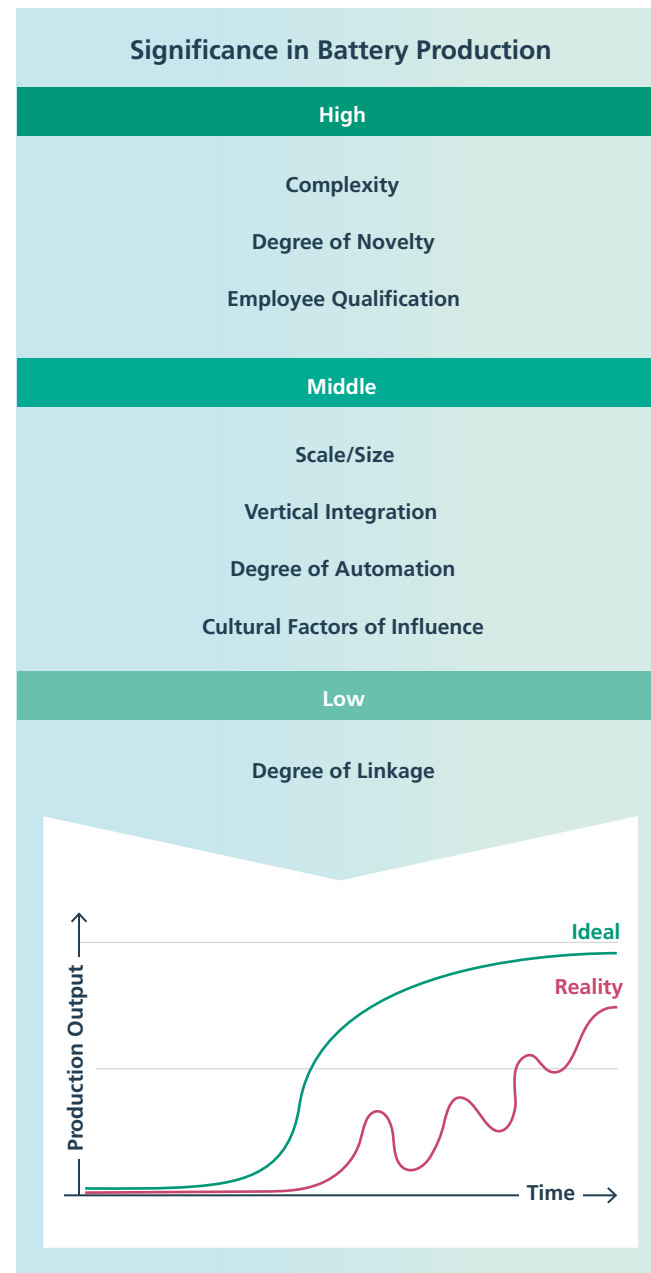 Significance in Battery Production
High
Complexity
Degree of Novelty
Employee Qualification
Middle
Scale/Size
Vertical Integration
Degree of Automation
Cultural Factors of Influence
Low
Degree of Linkage
Ideal
Reality
Production Output
Time